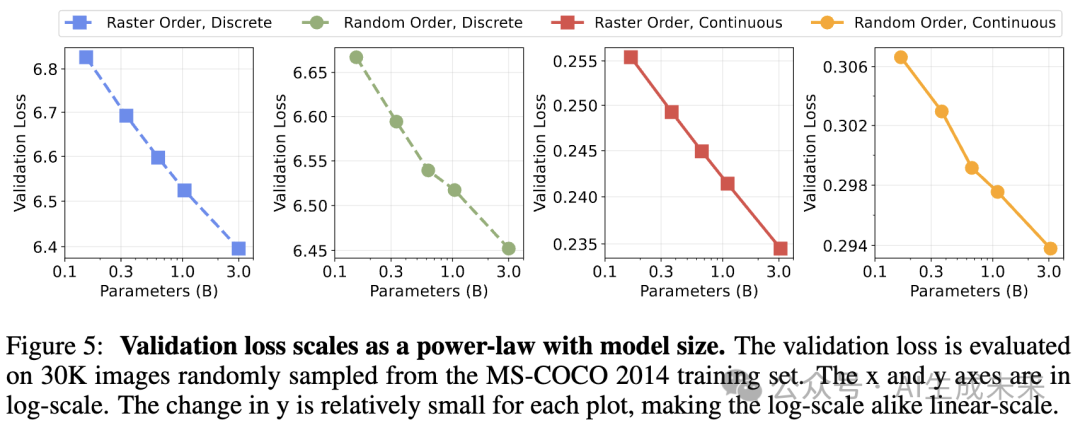 Raster Order, Discrete Random Order, Discrete Raster Order, Continuous Random Order, Continuous
Validation Loss
6.8
6.7
6.6
6.5
6.4
0.1 0.3 1.0 3.0
Parameters (B)
Validation Loss
6.65
6.60
6.55
6.50
6.45
0.1 0.3 1.0 3.0
Parameters (B)
Validation Loss
0.255
0.250
0.245
0.240
0.235
0.1 0.3 1.0 3.0
Parameters (B)
Validation Loss
0.306
0.302
0.298
0.294
0.1 0.3 1.0 3.0
Parameters (B)
Figure 5: Validation loss scales as a power-law with model size. The validation loss is evaluated
on 30K images randomly sampled from the MS-COCO 2014 training set. The x and y axes are in
log-scale. The change in y is relatively small for each plot, making the log-scale alike linear-scale.
公众号 · AI生成未来